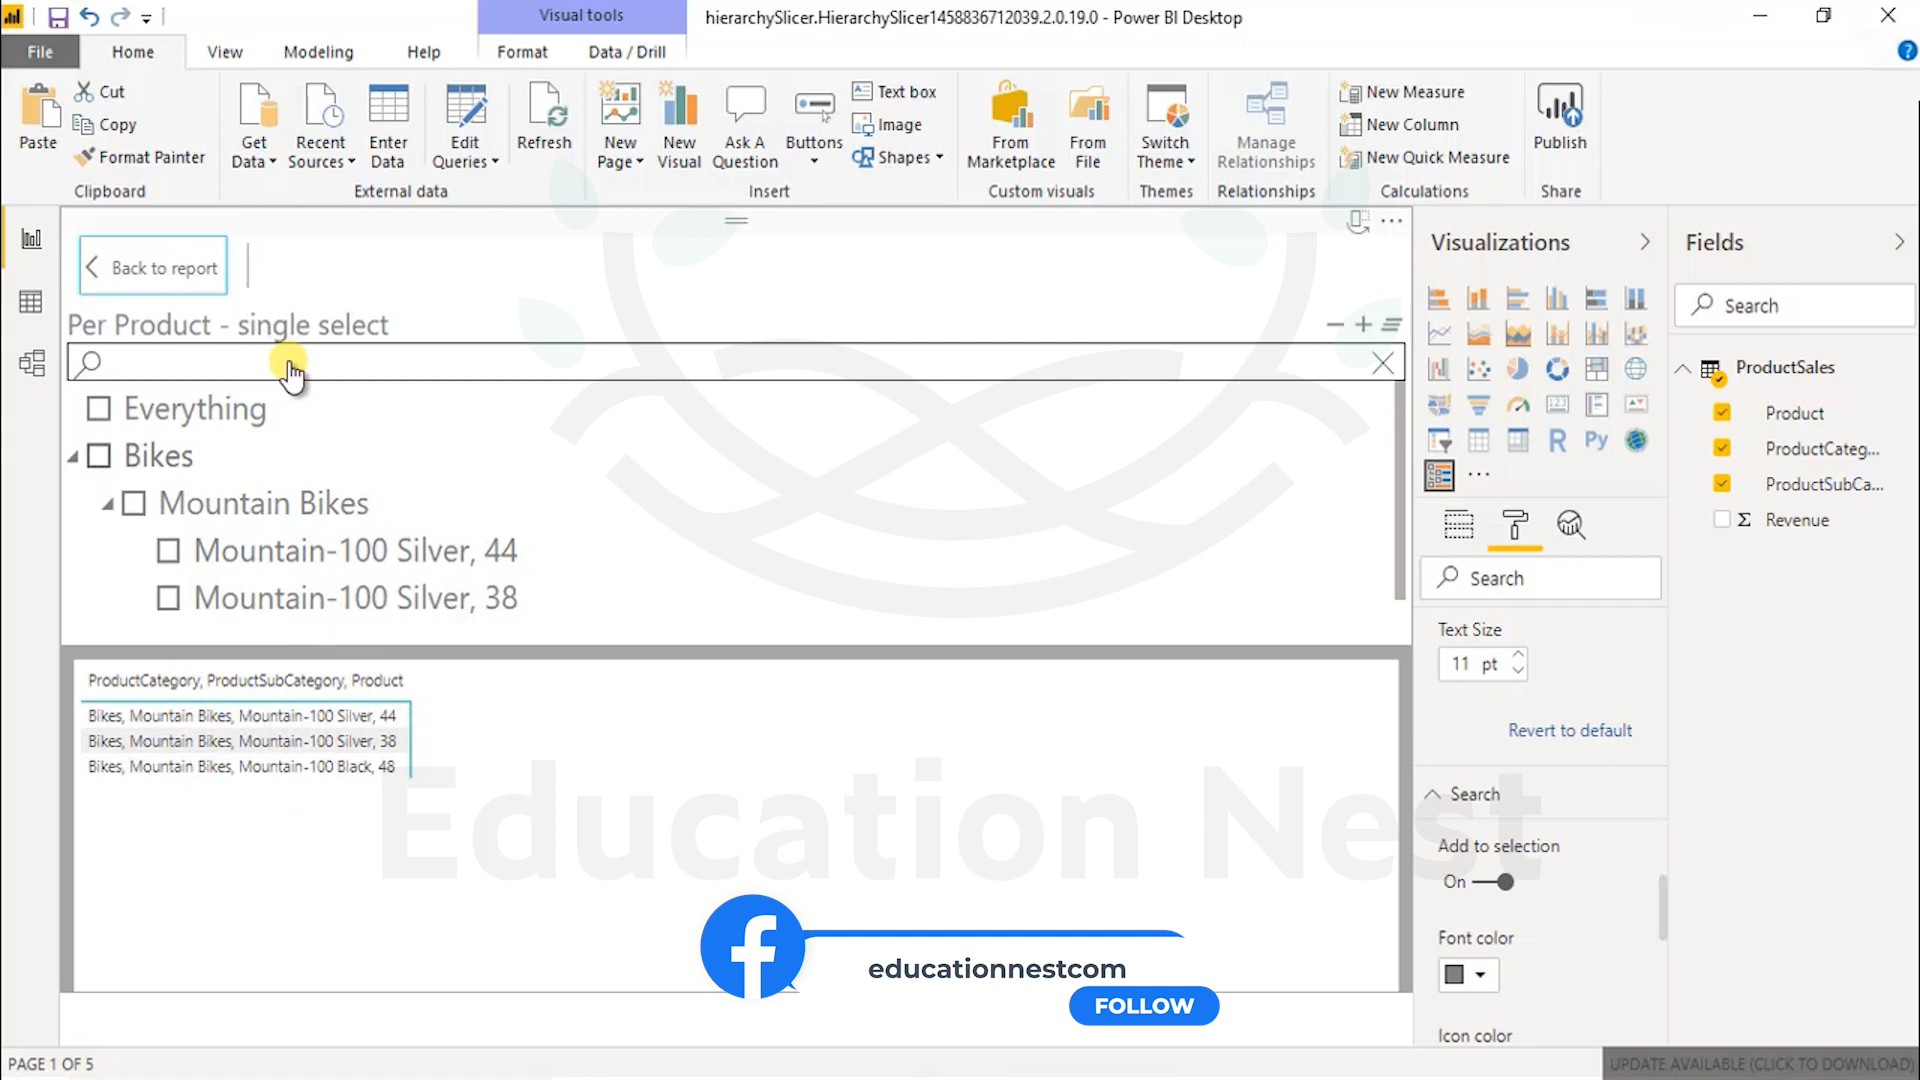 Visual tools
hierarchySlicer.HierarchySlicer1458836712039.2.0.19.0 - Power BI Desktop
File
Home
View
Modeling
Help
Format
Data / Drill
Paste
Cut
Copy
Format Painter
Clipboard
Get
Data
Recent
Sources
Enter
Data
Edit
Queries
Refresh
External data
New
Page
New
Visual
Ask A
Question
Buttons
Text box
Image
Shapes
Insert
From
Marketplace
From
File
Custom visuals
Switch
Theme
Themes
Manage
Relationships
Relationships
New Measure
New Column
New Quick Measure
Calculations
Publish
Share
Back to report
Per Product - single select
Everything
Bikes
Mountain Bikes
Mountain-100 Silver, 44
Mountain-100 Silver, 38
ProductCategory, ProductSubCategory, Product
Bikes, Mountain Bikes, Mountain-100 Silver, 44
Bikes, Mountain Bikes, Mountain-100 Silver, 38
Bikes, Mountain Bikes, Mountain-100 Black, 48
Education Nest
educationnestcom
FOLLOW
Visualizations
R
Py
Search
Text Size
11 pt
Revert to default
Search
Add to selection
On
Font color
Icon color
Fields
Search
ProductSales
Product
ProductCateg...
ProductSubCa...
Σ Revenue
PAGE 1 OF 5
UPDATE AVAILABLE (CLICK TO DOWNLOAD)